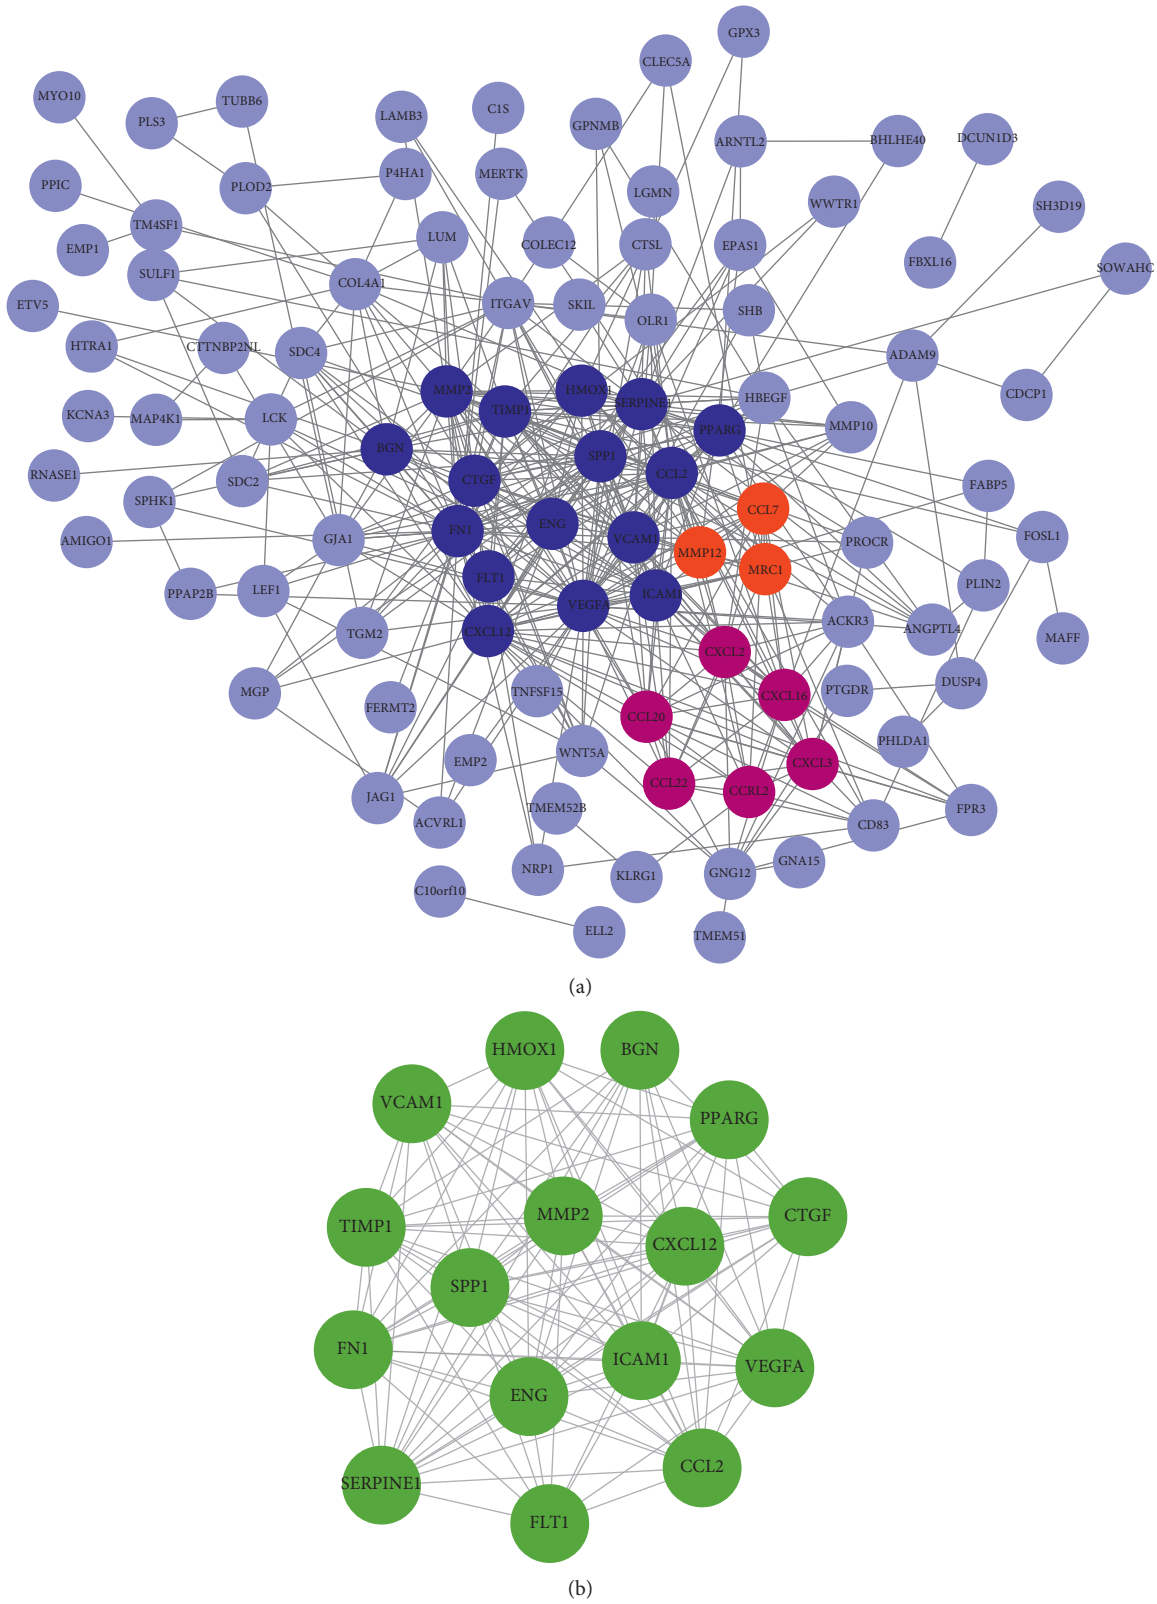 GPX3
CLEC5A
MYO10
TUBB6
PLS3
LAMB3
C1S
GPNMB
ARNTL2
BHLHE40
DCUN1D3
PPIC
PLOD2
P4HA1
MERTK
LGMN
WWTR1
SH3D19
TM4SF1
EMP1
LUM
COLEC12
CTSL
EPAS1
FBXL16
SOWAHC
SULF1
COL4A1
ETV5
ITGAV
SKIL
OLR1
SHB
HTRA1
CTTNBP2NL
SDC4
ADAM9
MMP2
HMOX1
HBEGF
CDCP1
KCNA3
MAP4K1
LCK
TIMP1
SERPINE1
PPARG
MMP10
BGN
SPP1
CCL2
RNASE1
SDC2
CTGF
FABP5
SPHK1
CCL7
AMIGO1
GJA1
FN1
ENG
VCAM1
MMP12
MRC1
PROCR
FOSL1
PPAP2B
LEF1
FLT1
VEGFA
ICAM1
PLIN2
TGM2
CXCL12
ACKR3
ANGPTL4
MAFF
CXCL2
MGP
FERMT2
TNFSF15
CXCL16
PTGDR
DUSP4
CCL20
WNT5A
PHLDA1
EMP2
CXCL3
JAG1
CCL22
CCRL2
ACVRL1
TMEM52B
CD83
FPR3
NRP1
KLRG1
GNG12
GNA15
C10orf10
ELL2
TMEM51
(a)
HMOX1
BGN
VCAM1
PPARG
TIMP1
MMP2
CXCL12
CTGF
SPP1
FN1
ICAM1
VEGFA
ENG
SERPINE1
CCL2
FLT1
(b)